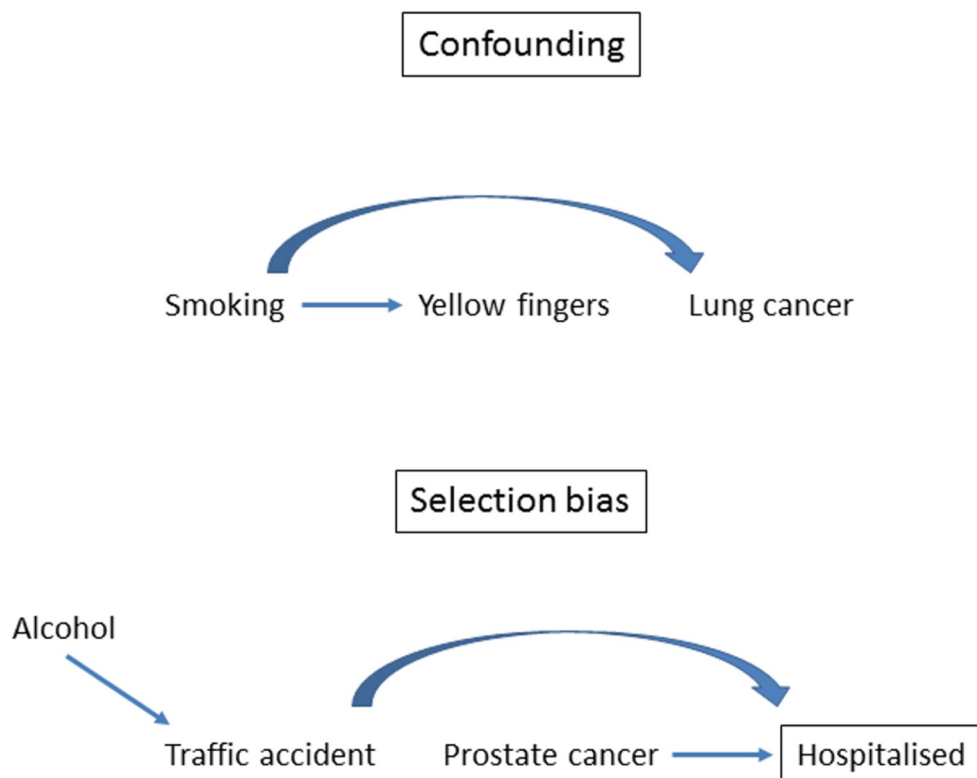 Confounding
Smoking Yellow fingers Lung cancer
Selection bias
Alcohol
Traffic accident Prostate cancer Hospitalised